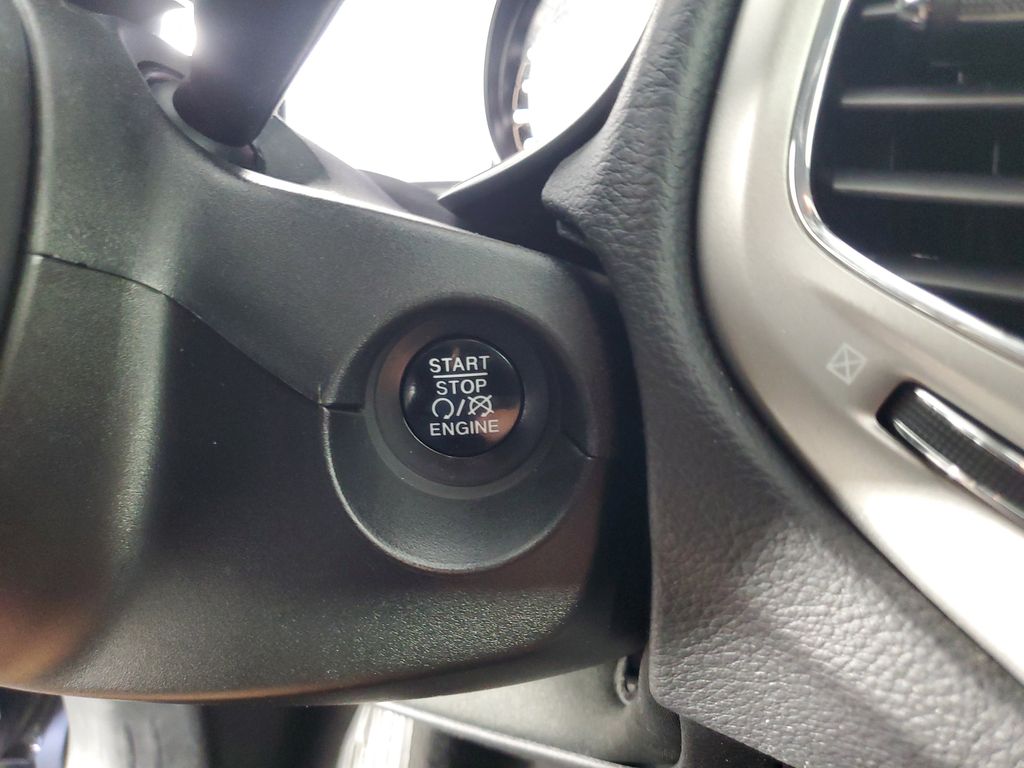 START
STOP
/
ENGINE